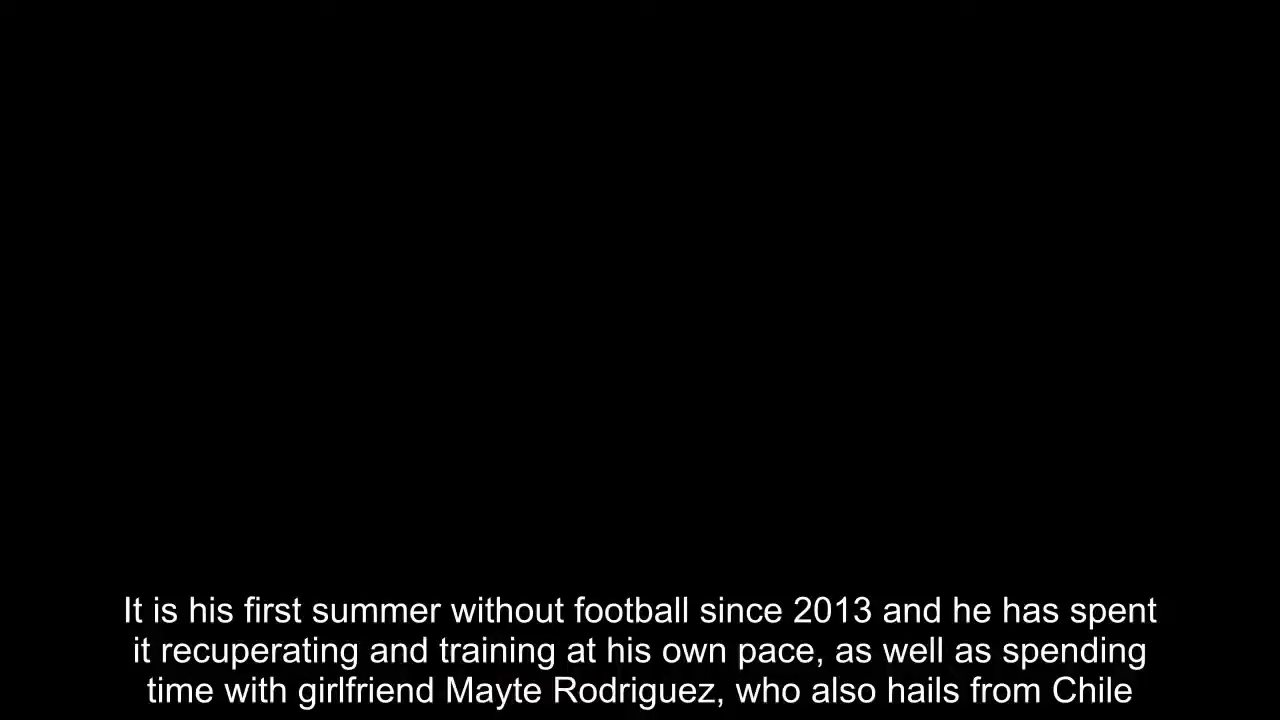 It is his first summer without football since 2013 and he has spent
it recuperating and training at his own pace, as well as spending
time with girlfriend Mayte Rodriguez, who also hails from Chile